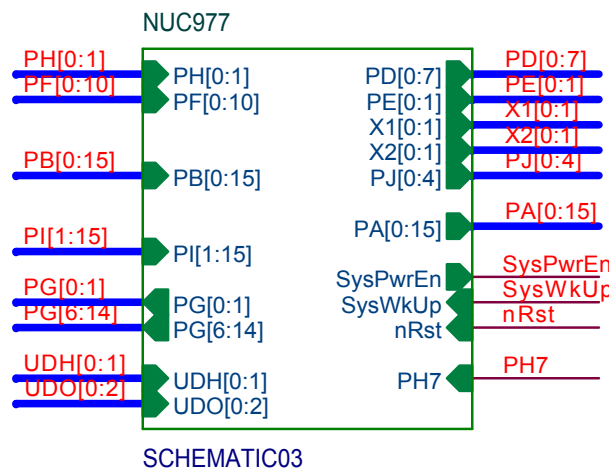 NUC977
PH[0:1]
PF[0:10]
PB[0:15]
PI[1:15]
PG[0:1]
PG[6:14]
UDH[0:1]
UDO[0:2]
PH[0:1]
PF[0:10]
PB[0:15]
PI[1:15]
PG[0:1]
PG[6:14]
UDH[0:1]
UDO[0:2]
PD[0:7]
PE[0:1]
X1[0:1]
X2[0:1]
PJ[0:4]
PA[0:15]
SysPwrEn
SysWkUp
nRst
PH7
PD[0:7]
PE[0:1]
X1[0:1]
X2[0:1]
PJ[0:4]
PA[0:15]
SysPwrEn
SysWkUp
nRst
PH7
SCHEMATIC03